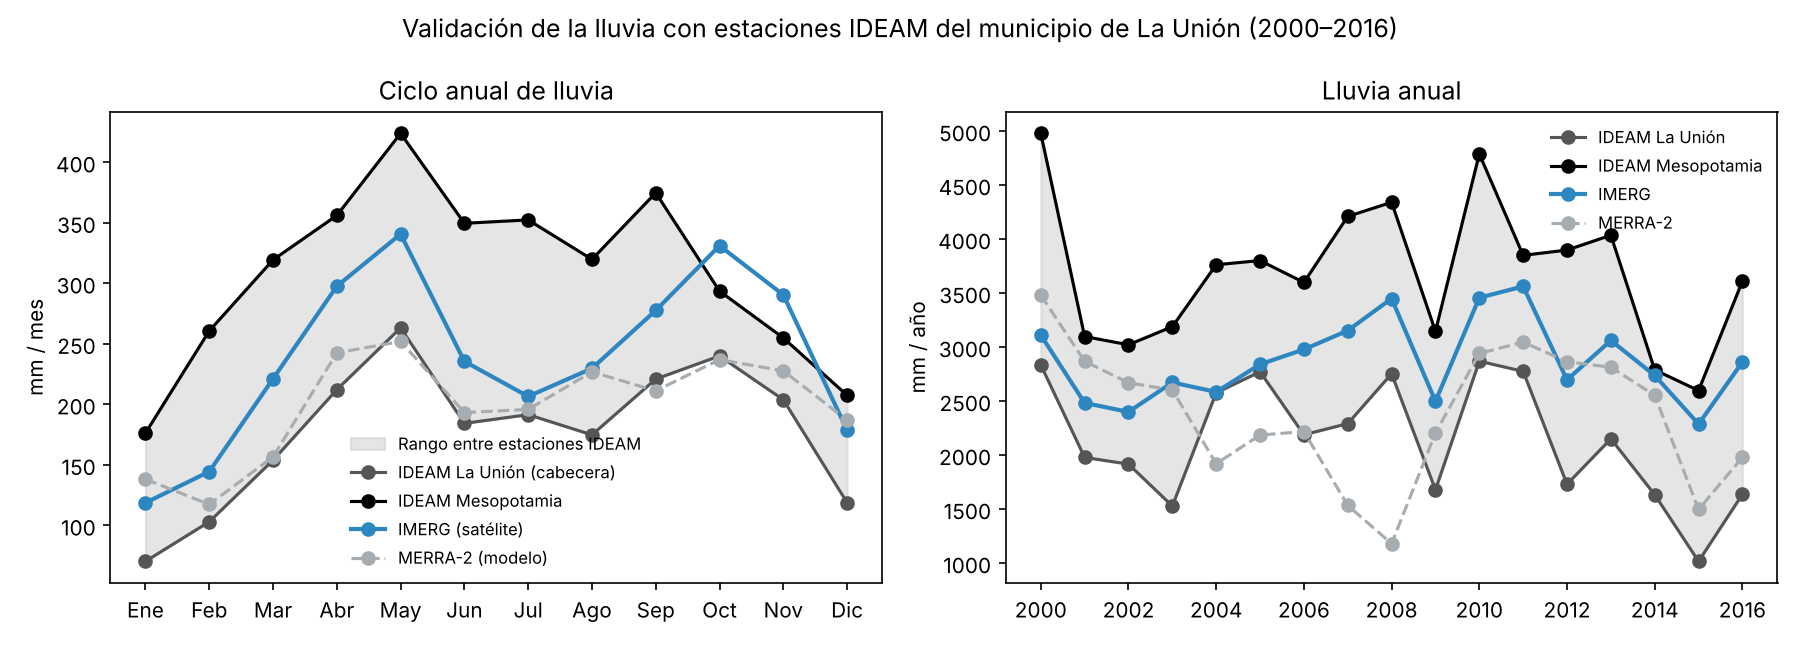 Validación de la lluvia con estaciones IDEAM del municipio de La Unión (2000–2016)
Ciclo anual de lluvia
mm / mes
400
350
300
250
200
150
100
Ene Feb Mar Abr May Jun Jul Ago Sep Oct Nov Dic
Rango entre estaciones IDEAM
IDEAM La Unión (cabecera)
IDEAM Mesopotamia
IMERG (satélite)
MERRA-2 (modelo)
Lluvia anual
mm / año
5000
4500
4000
3500
3000
2500
2000
1500
1000
2000 2002 2004 2006 2008 2010 2012 2014 2016
IDEAM La Unión
IDEAM Mesopotamia
IMERG
MERRA-2